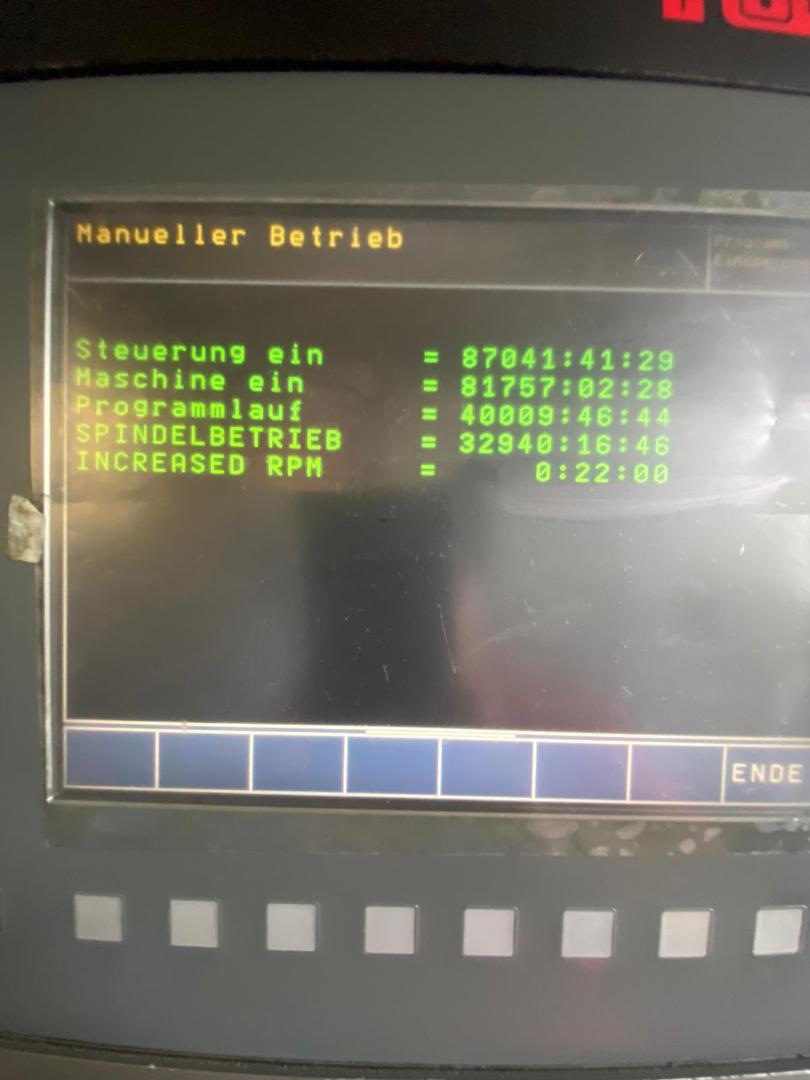 Manueller Betrieb
Programm
Steuerung ein = 87041:41:29
Maschine ein = 81757:02:28
Programmlauf = 40009:46:44
SPINDELBETRIEB = 32940:16:46
INCREASED RPM = 0:22:00
ENDE